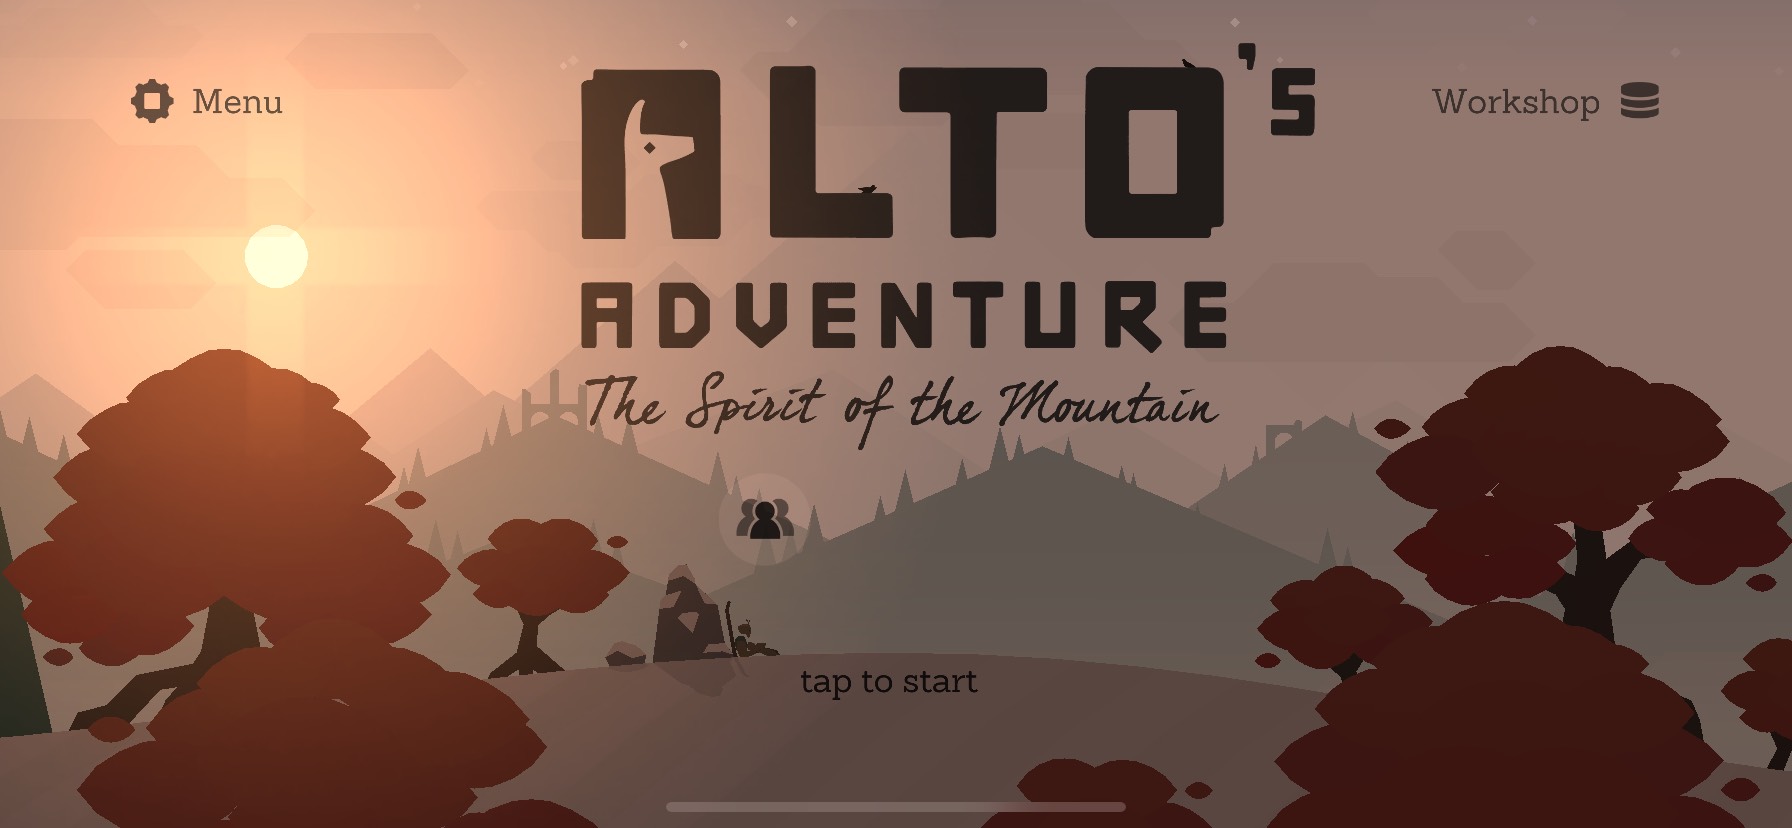 Menu
ALTO'S
Workshop
ADVENTURE
The Spirit of the Mountain
tap to start